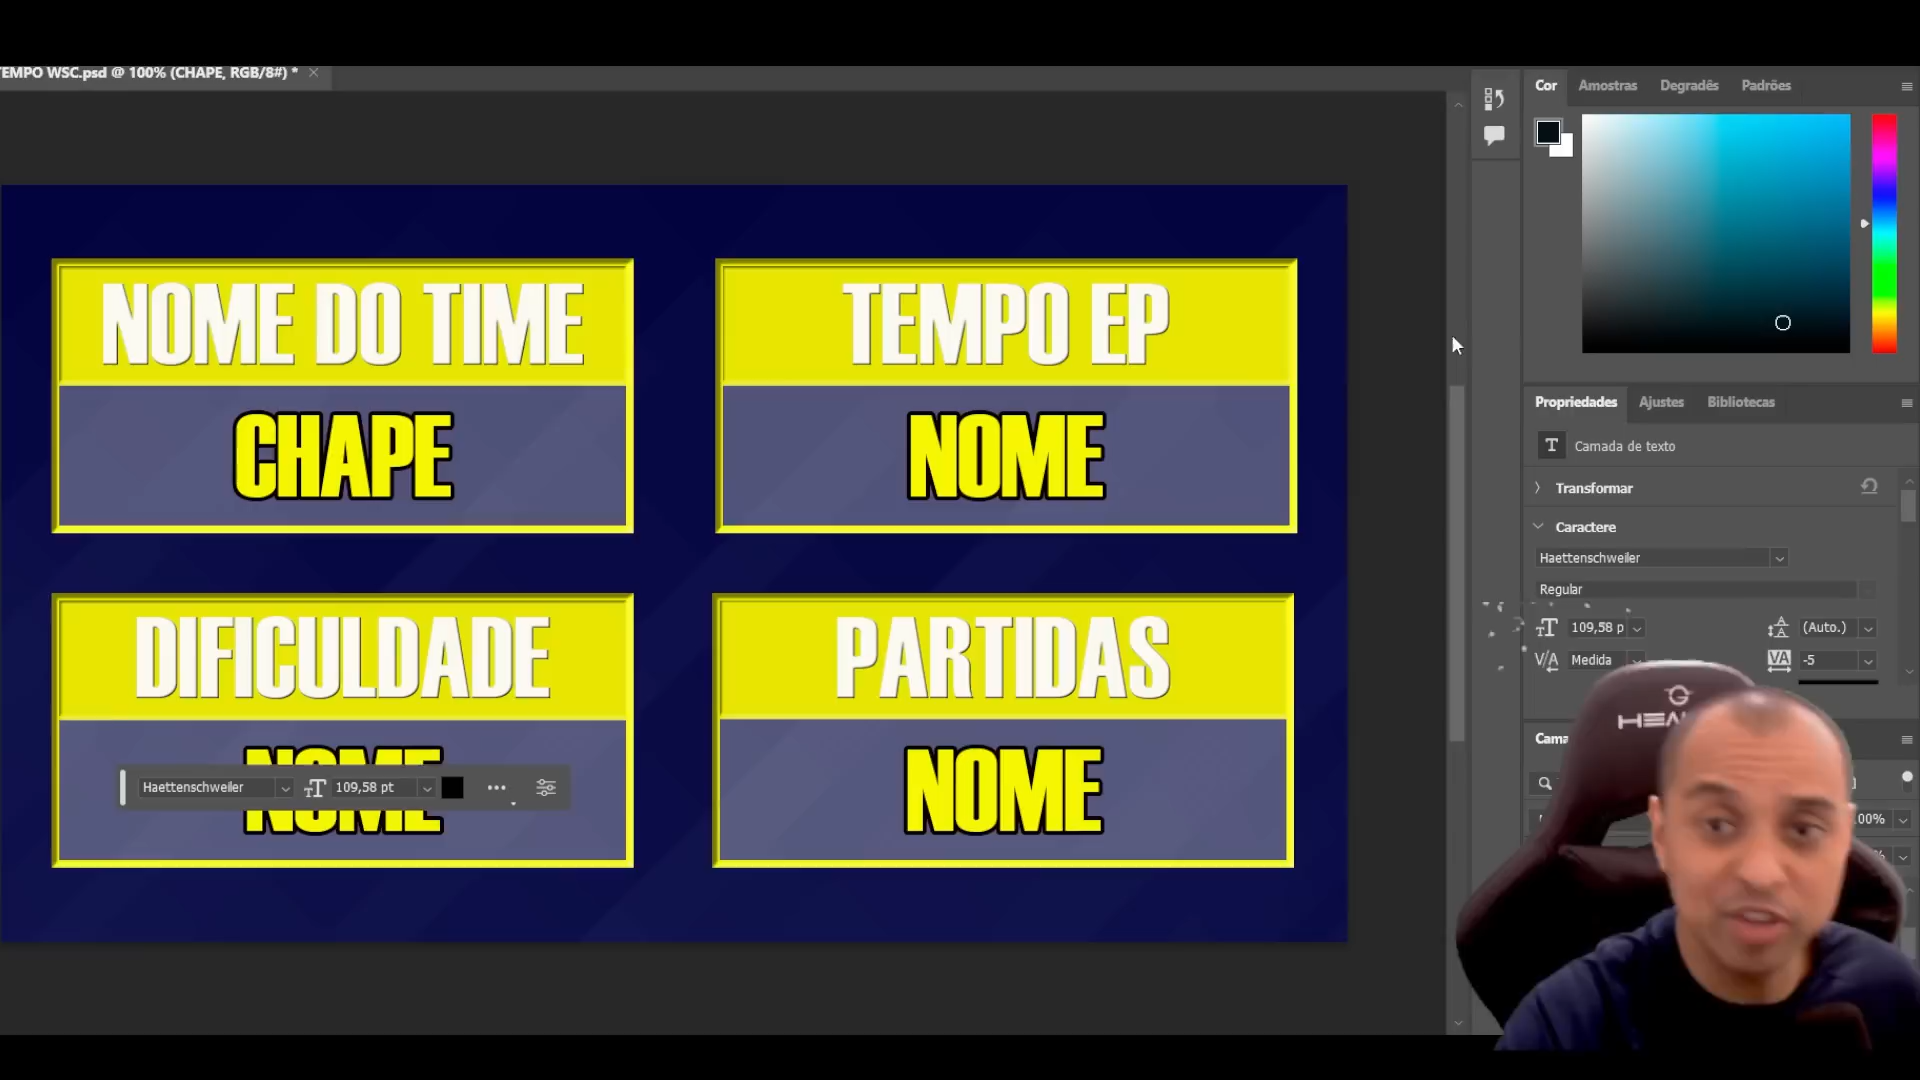 TEMPO WSC.psd @ 100% (CHAPE, RGB/8#) *
Cor Amostras Degradês Padrões
NOME DO TIME
CHAPE
TEMPO EP
NOME
DIFICULDADE
NOME
Haettenschweiler 109,58 pt
PARTIDAS
NOME
Propriedades Ajustes Bibliotecas
T Camada de texto
Transformar
Caractere
Haettenschweiler
Regular
109,58 p (Auto.)
Medida -5